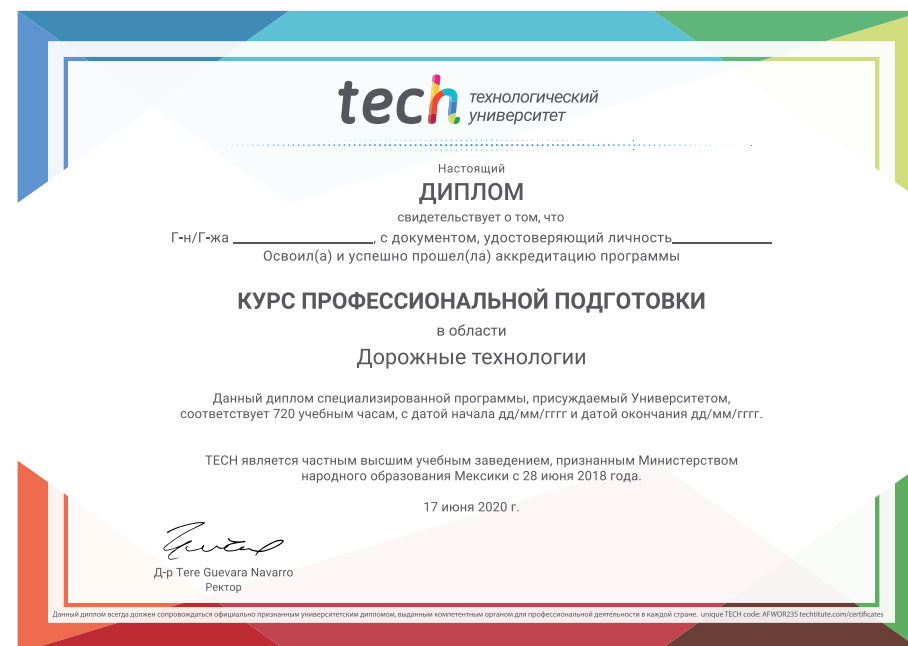 tech технологический
университет
Настоящий
ДИПЛОМ
свидетельствует о том, что
Г-н/Г-жа ____________________, с документом, удостоверяющий личность______________
Освоил(а) и успешно прошел(ла) аккредитацию программы
КУРС ПРОФЕССИОНАЛЬНОЙ ПОДГОТОВКИ
в области
Дорожные технологии
Данный диплом специализированной программы, присуждаемый Университетом,
соответствует 720 учебным часам, с датой начала дд/мм/гггг и датой окончания дд/мм/гггг.
TECH является частным высшим учебным заведением, признанным Министерством
народного образования Мексики с 28 июня 2018 года.
17 июня 2020 г.
Д-р Tere Guevara Navarro
Ректор
Данный диплом всегда должен сопровождаться официально признанным университетским дипломом, выданным компетентным органом для профессиональной деятельности в каждой стране. unique TECH code: AFWOR23S techtitute.com/certificates